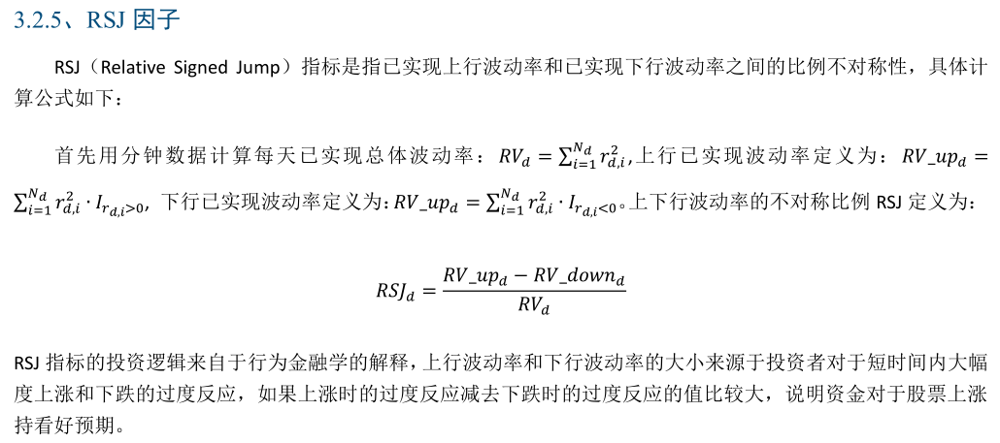 3.2.5、RSJ 因子
RSJ（Relative Signed Jump）指标是指已实现上行波动率和已实现下行波动率之间的比例不对称性，具体计
算公式如下：
首先用分钟数据计算每天已实现总体波动率：$RV_d = \sum_{i=1}^{N_d} r_{d,i}^2$,上行已实现波动率定义为：$RV\_up_d =$
$\sum_{i=1}^{N_d} r_{d,i}^2 \cdot I_{r_{d,i}>0}$，下行已实现波动率定义为：$RV\_up_d = \sum_{i=1}^{N_d} r_{d,i}^2 \cdot I_{r_{d,i}<0}$。上下行波动率的不对称比例 RSJ 定义为：
$RSJ_d = \frac{RV\_up_d - RV\_down_d}{RV_d}$
RSJ 指标的投资逻辑来自于行为金融学的解释，上行波动率和下行波动率的大小来源于投资者对于短时间内大幅
度上涨和下跌的过度反应，如果上涨时的过度反应减去下跌时的过度反应的值比较大，说明资金对于股票上涨
持看好预期。